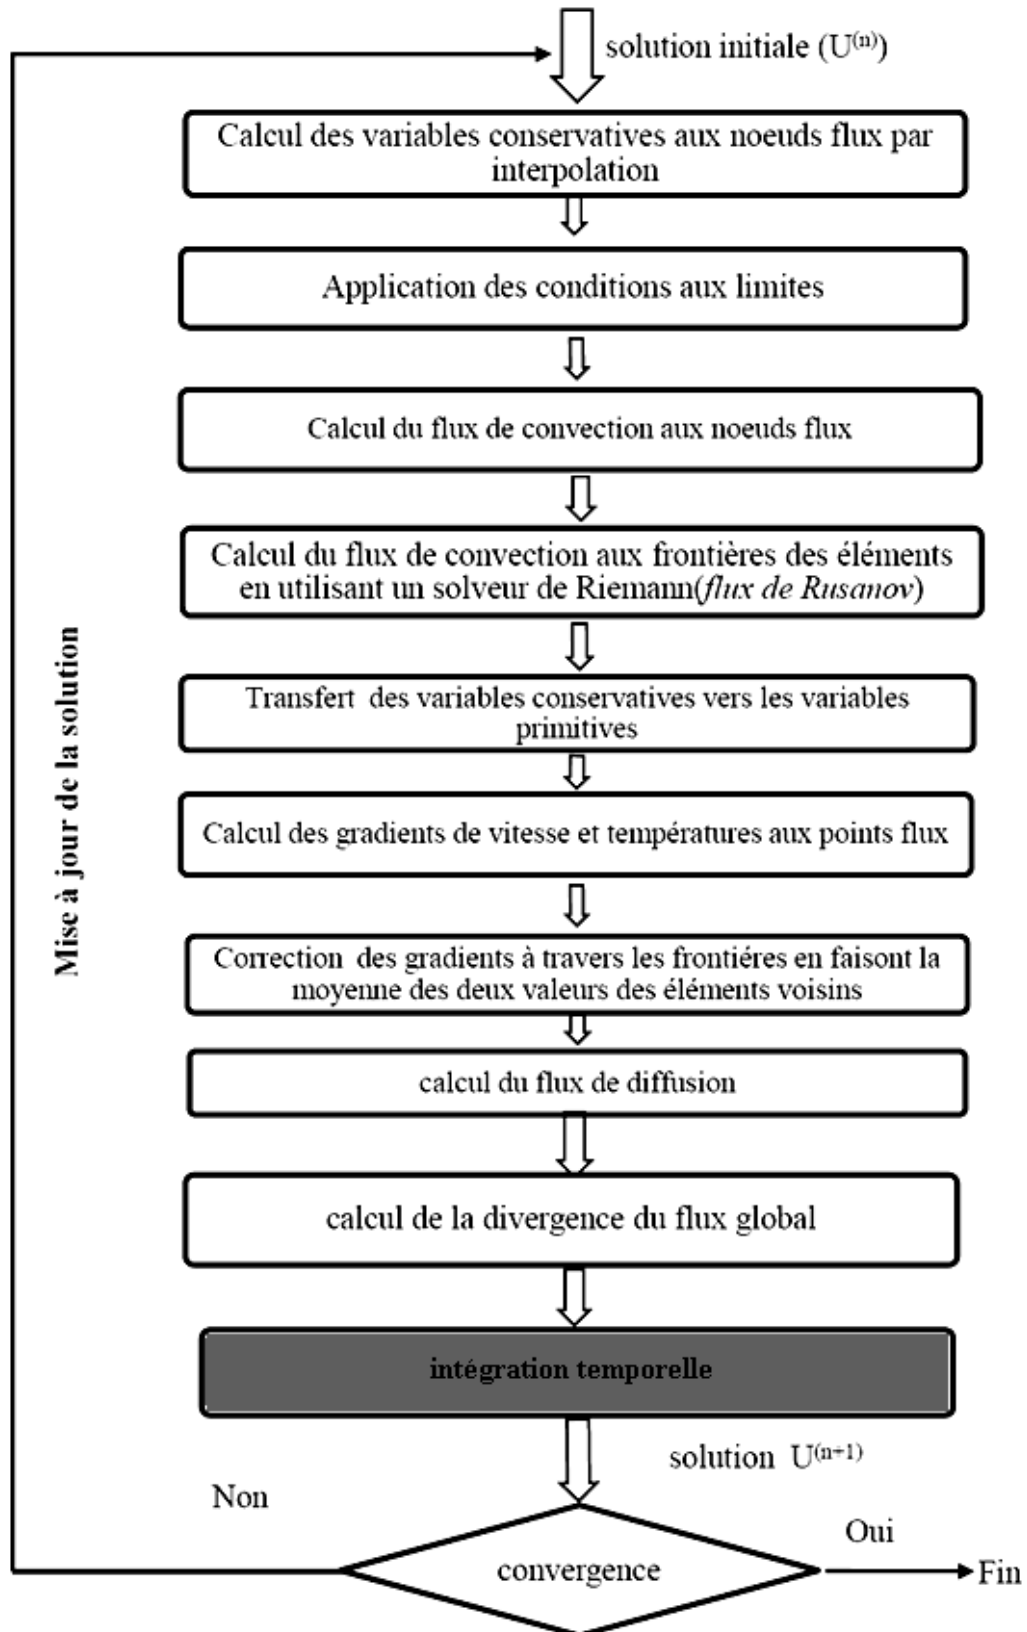 solution initiale (U⁽ⁿ⁾)
Calcul des variables conservatives aux noeuds flux par
interpolation
Application des conditions aux limites
Calcul du flux de convection aux noeuds flux
Calcul du flux de convection aux frontières des éléments
en utilisant un solveur de Riemann(flux de Rusanov)
Transfert des variables conservatives vers les variables
primitives
Calcul des gradients de vitesse et températures aux points flux
Correction des gradients à travers les frontiéres en faisont la
moyenne des deux valeurs des éléments voisins
calcul du flux de diffusion
calcul de la divergence du flux global
intégration temporelle
solution U⁽ⁿ⁺¹⁾
Non
Oui
convergence
Fin
Mise à jour de la solution